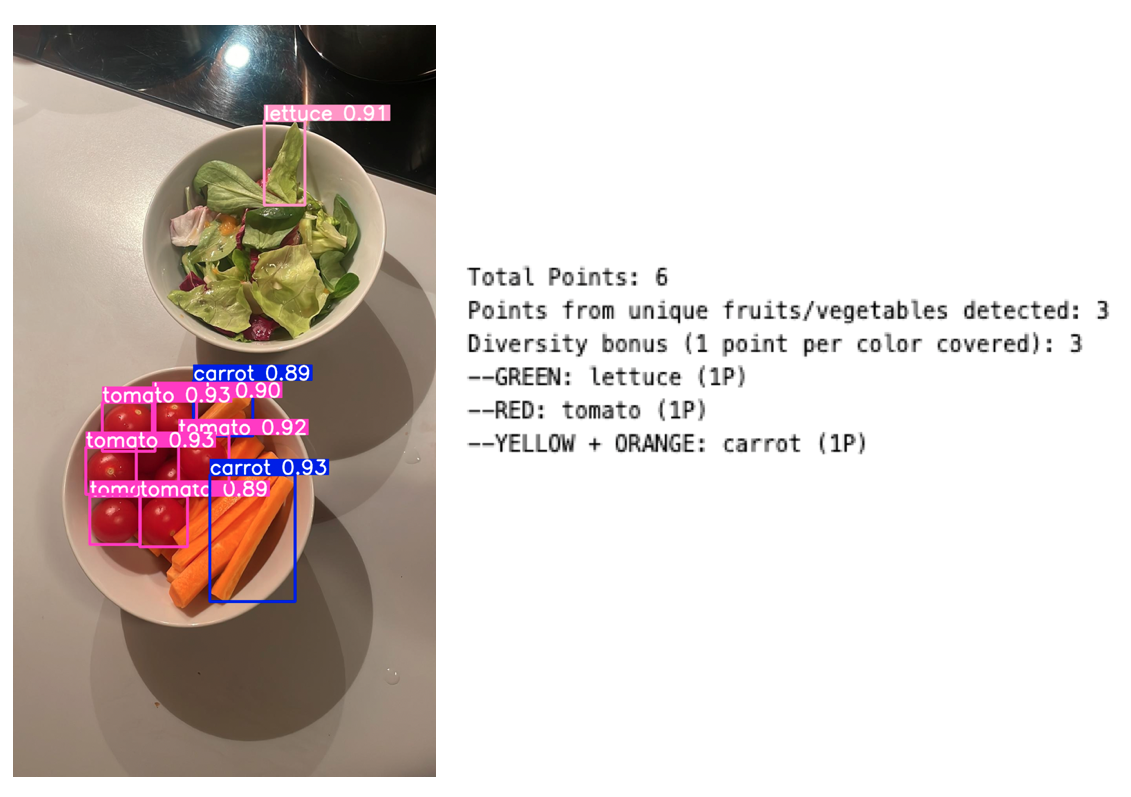 lettuce 0.91
carrot 0.89
tomato 0.93
0.90
tomato 0.92
tomato 0.93
carrot 0.93
tomato 0.89
Total Points: 6
Points from unique fruits/vegetables detected: 3
Diversity bonus (1 point per color covered): 3
--GREEN: lettuce (1P)
--RED: tomato (1P)
--YELLOW + ORANGE: carrot (1P)